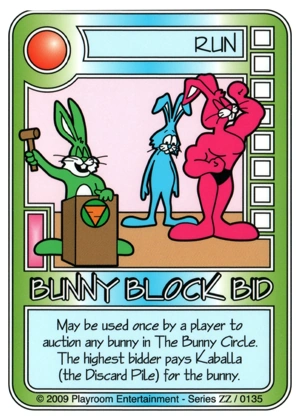 RUN
BUNNY BLOCK BID
May be used once by a player to
auction any bunny in The Bunny Circle.
The highest bidder pays Kaballa
(the Discard Pile) for the bunny.
© 2009 Playroom Entertainment - Series ZZ / 0135